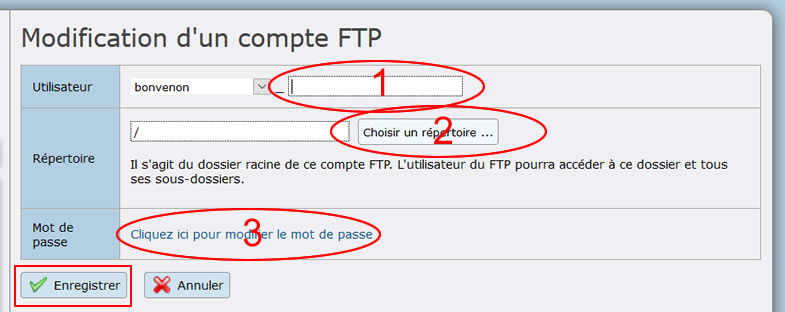 Modification d'un compte FTP
Utilisateur
bonvenon
_
1
/
Choisir un répertoire ...
2
Répertoire
Il s'agit du dossier racine de ce compte FTP. L'utilisateur du FTP pourra accéder à ce dossier et tous
ses sous-dossiers.
Mot de
passe
Cliquez ici pour modifier le mot de passe
3
Enregistrer
Annuler